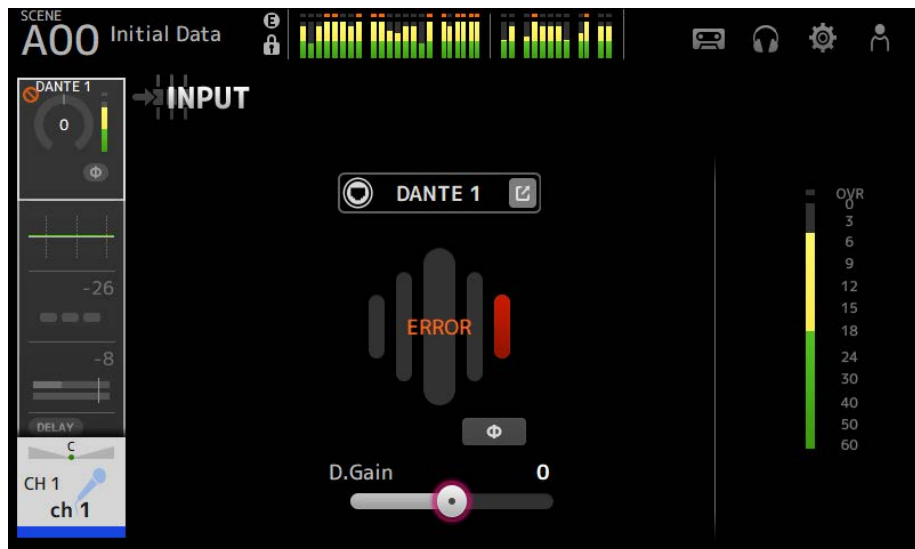 SCENE
A00 Initial Data
E
DANTE 1
0
Φ
-26
-8
DELAY
C
CH 1
ch 1
INPUT
DANTE 1
ERROR
Φ
D.Gain 0
OVR
0
3
6
9
12
15
18
24
30
40
50
60